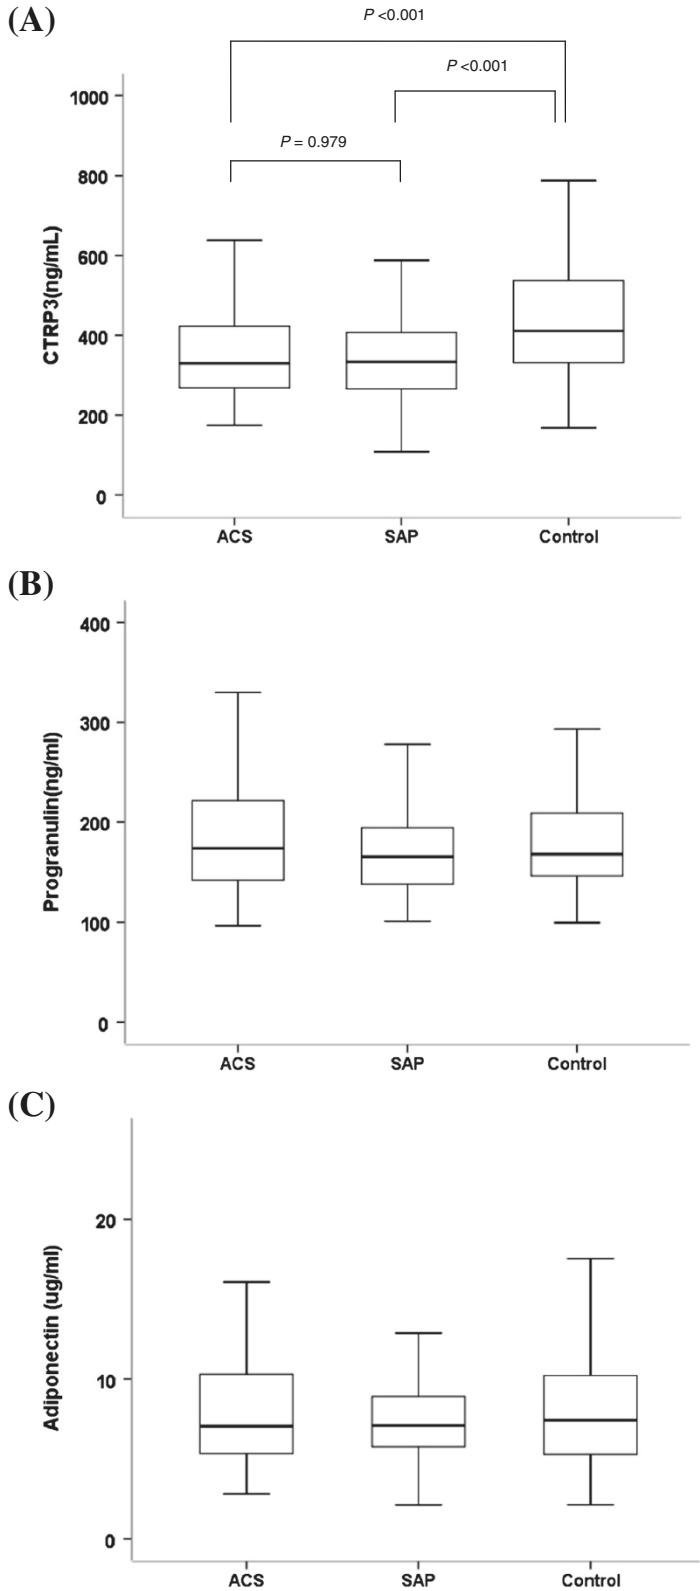 (A)
P <0.001
P <0.001
P = 0.979
1000
800
600
400
200
0
CTRP3(ng/mL)
ACS SAP Control
(B)
400
300
200
100
0
Progranulin(ng/ml)
ACS SAP Control
(C)
20
10
0
Adiponectin (ug/ml)
ACS SAP Control